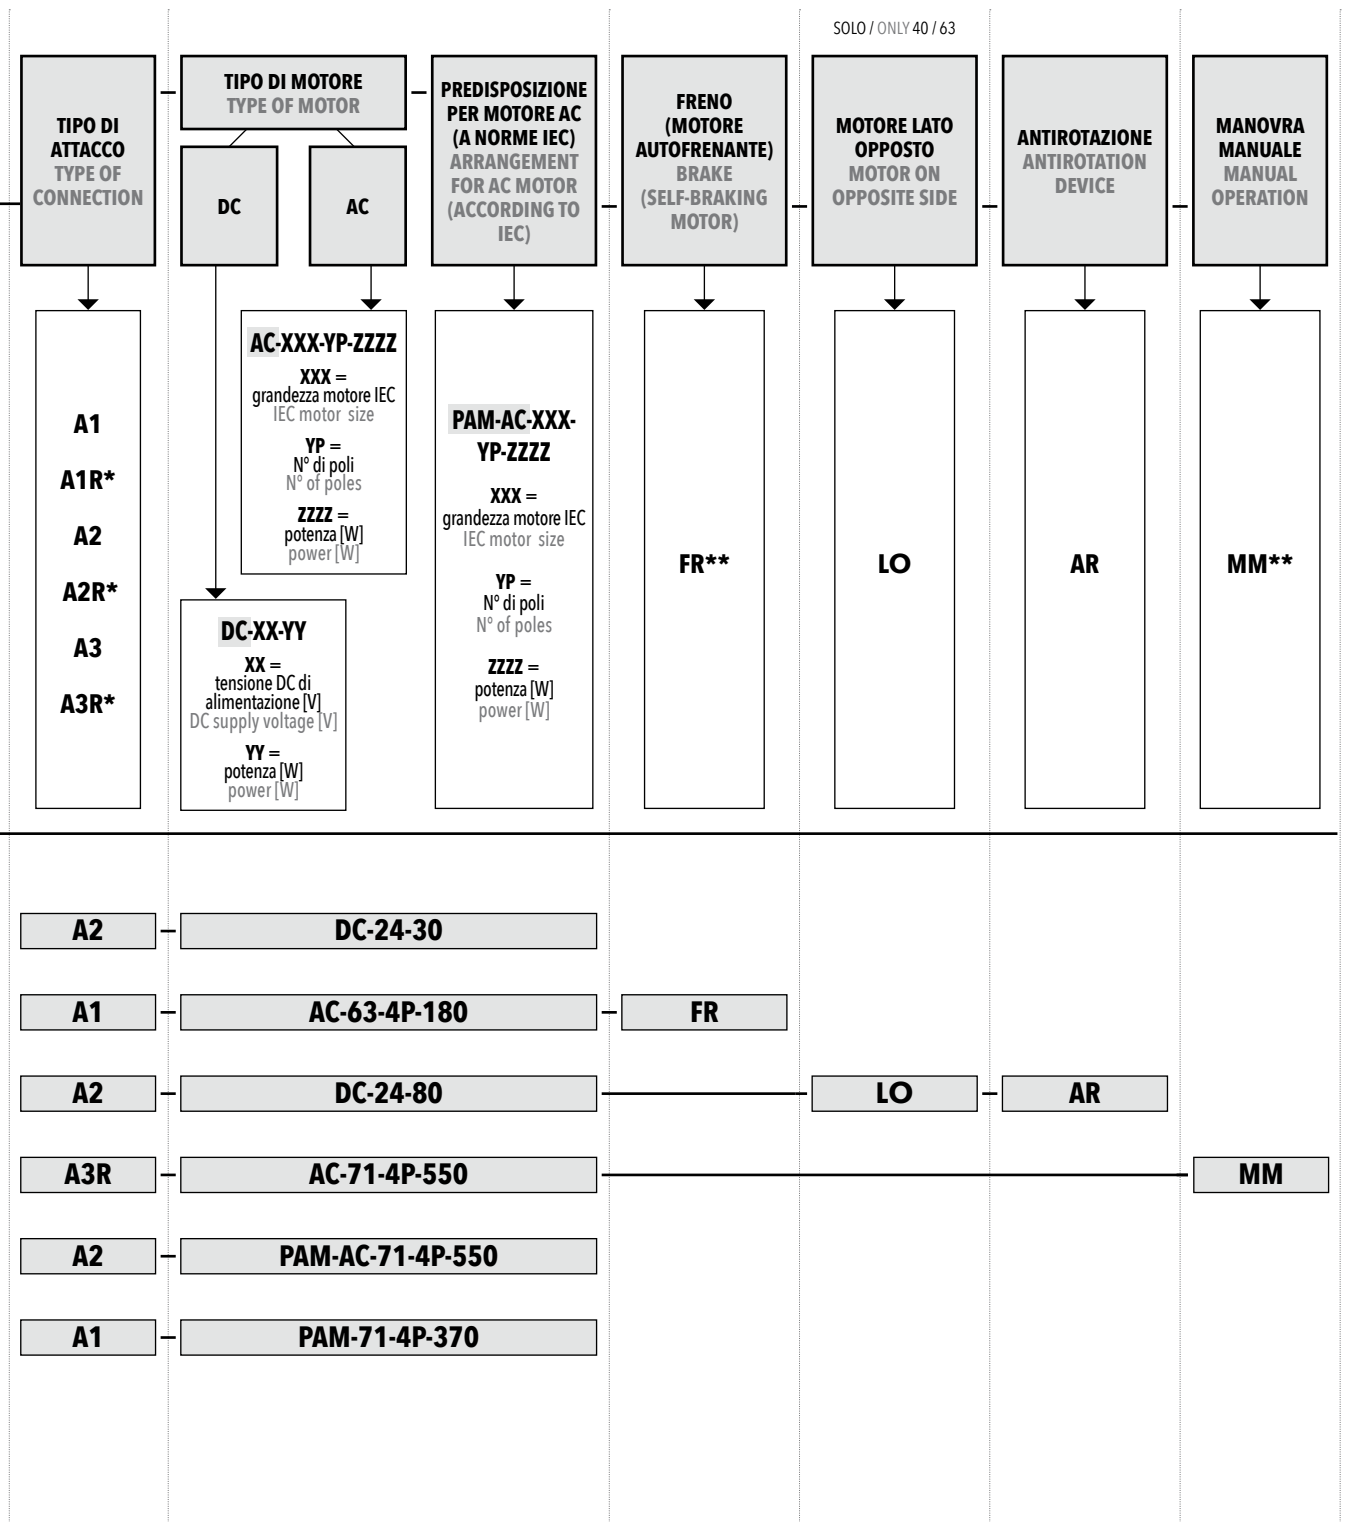 SOLO / ONLY 40 / 63
TIPO DI
ATTACCO
TYPE OF
CONNECTION
TIPO DI MOTORE
TYPE OF MOTOR
DC
AC
PREDISPOSIZIONE
PER MOTORE AC
(A NORME IEC)
ARRANGEMENT
FOR AC MOTOR
(ACCORDING TO
IEC)
FRENO
(MOTORE
AUTOFRENANTE)
BRAKE
(SELF-BRAKING
MOTOR)
MOTORE LATO
OPPOSTO
MOTOR ON
OPPOSITE SIDE
ANTIROTAZIONE
ANTIROTATION
DEVICE
MANOVRA
MANUALE
MANUAL
OPERATION
A1
A1R*
A2
A2R*
A3
A3R*
AC-XXX-YP-ZZZZ
XXX =
grandezza motore IEC
IEC motor size
YP =
N° di poli
N° of poles
ZZZZ =
potenza [W]
power [W]
DC-XX-YY
XX =
tensione DC di
alimentazione [V]
DC supply voltage [V]
YY =
potenza [W]
power [W]
PAM-AC-XXX-
YP-ZZZZ
XXX =
grandezza motore IEC
IEC motor size
YP =
N° di poli
N° of poles
ZZZZ =
potenza [W]
power [W]
FR**
LO
AR
MM**
A2 - DC-24-30
A1 - AC-63-4P-180 - FR
A2 - DC-24-80 LO - AR
A3R - AC-71-4P-550 MM
A2 - PAM-AC-71-4P-550
A1 - PAM-71-4P-370